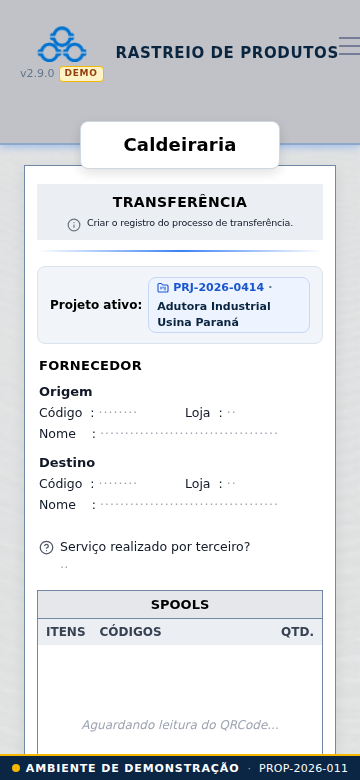 RASTREIO DE PRODUTOS
v2.9.0 DEMO
Caldeiraria
TRANSFERÊNCIA
Criar o registro do processo de transferência.
Projeto ativo: PRJ-2026-0414 ·
Adutora Industrial
Usina Paraná
FORNECEDOR
Origem
Código : ········ Loja : ··
Nome : ···································
Destino
Código : ········ Loja : ··
Nome : ···································
Serviço realizado por terceiro?
··
SPOOLS
ITENS CÓDIGOS QTD.
Aguardando leitura do QRCode...
AMBIENTE DE DEMONSTRAÇÃO · PROP-2026-011